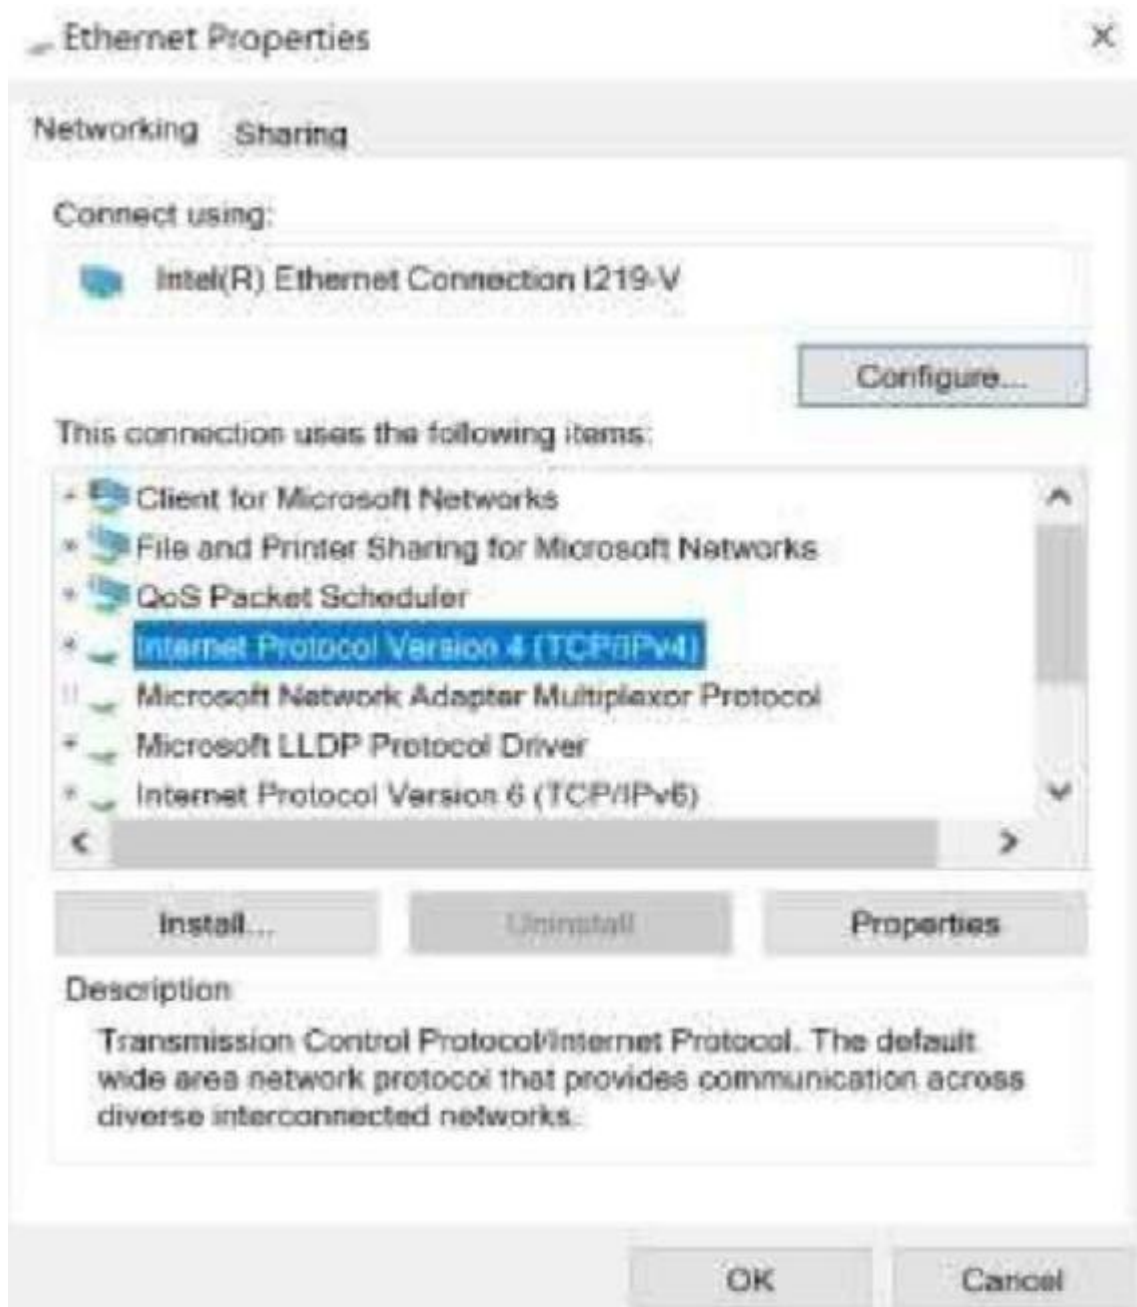 Ethernet Properties
Networking Sharing
Connect using:
Intel(R) Ethernet Connection I219-V
Configure...
This connection uses the following items:
Client for Microsoft Networks
File and Printer Sharing for Microsoft Networks
QoS Packet Scheduler
Internet Protocol Version 4 (TCP/IPv4)
Microsoft Network Adapter Multiplexor Protocol
Microsoft LLDP Protocol Driver
Internet Protocol Version 6 (TCP/IPv6)
Install... Uninstall Properties
Description
Transmission Control Protocol/Internet Protocol. The default
wide area network protocol that provides communication across
diverse interconnected networks.
OK Cancel